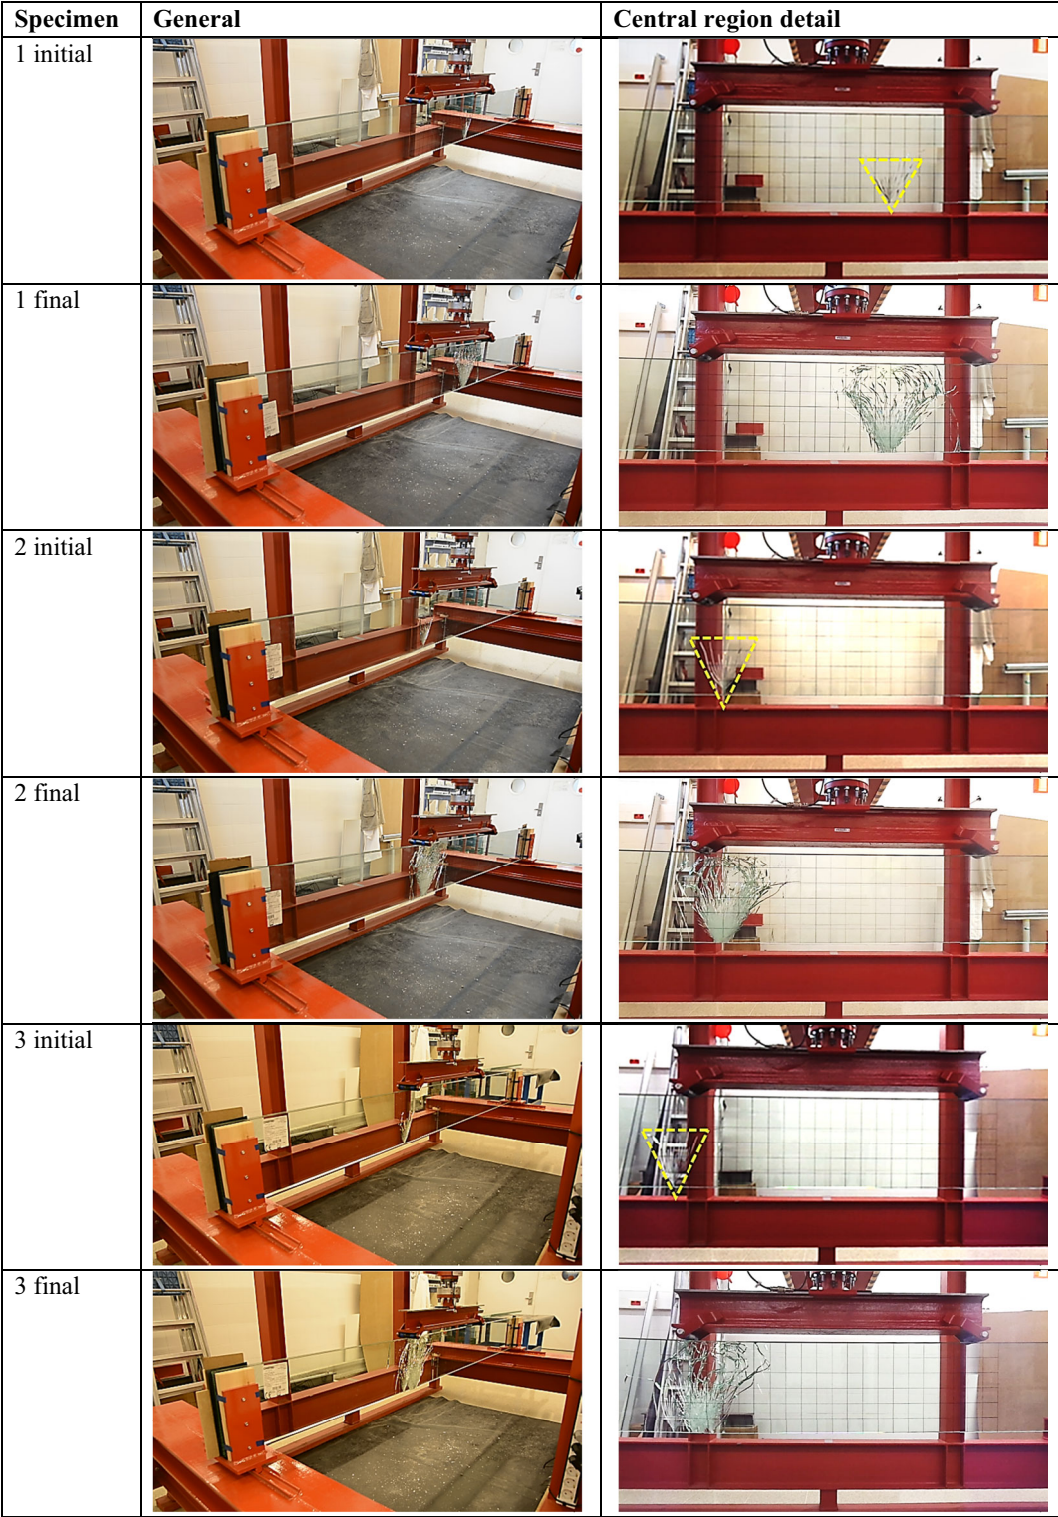 Specimen General Central region detail
1 initial
1 final
2 initial
2 final
3 initial
3 final